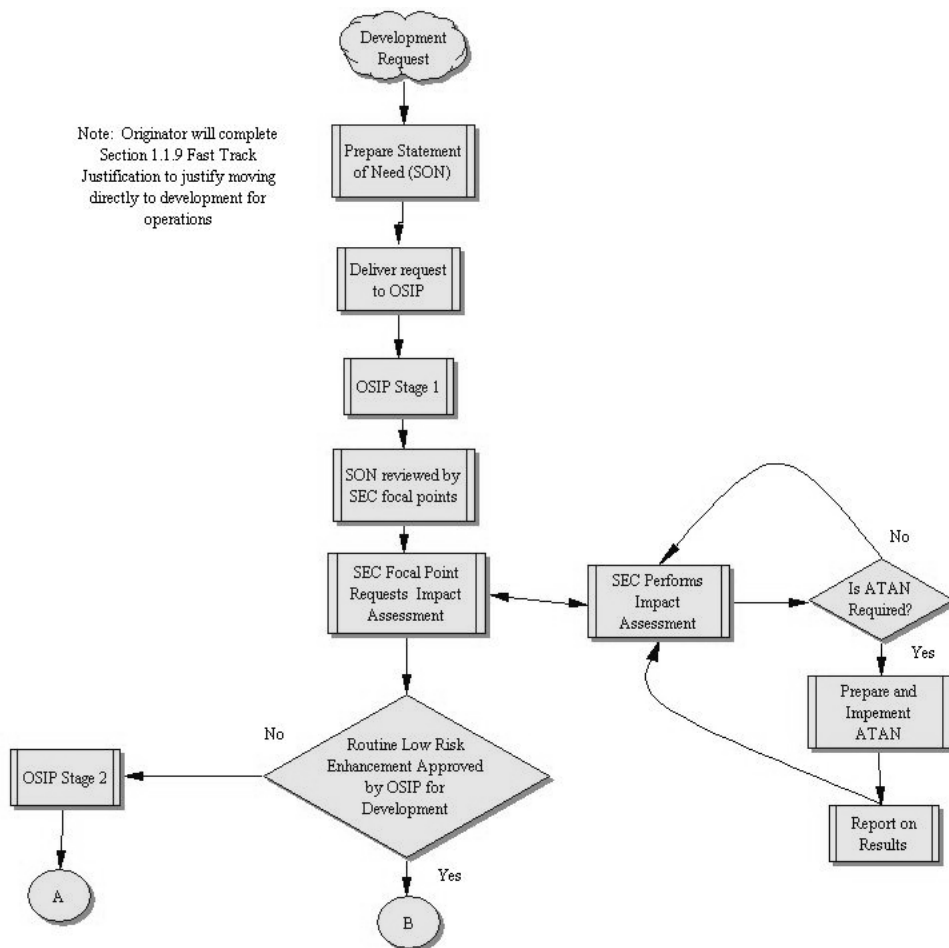 Development
Request
Note: Originator will complete
Section 1.1.9 Fast Track
Justification to justify moving
directly to development for
operations
Prepare Statement
of Need (SON)
Deliver request
to OSIP
OSIP Stage 1
SON reviewed by
SEC focal points
SEC Focal Point
Requests Impact
Assessment
SEC Performs
Impact
Assessment
No
Is ATAN
Required?
Yes
Prepare and
Impement
ATAN
Report on
Results
No
Routine Low Risk
Enhancement Approved
by OSIP for
Development
OSIP Stage 2
Yes
A
B